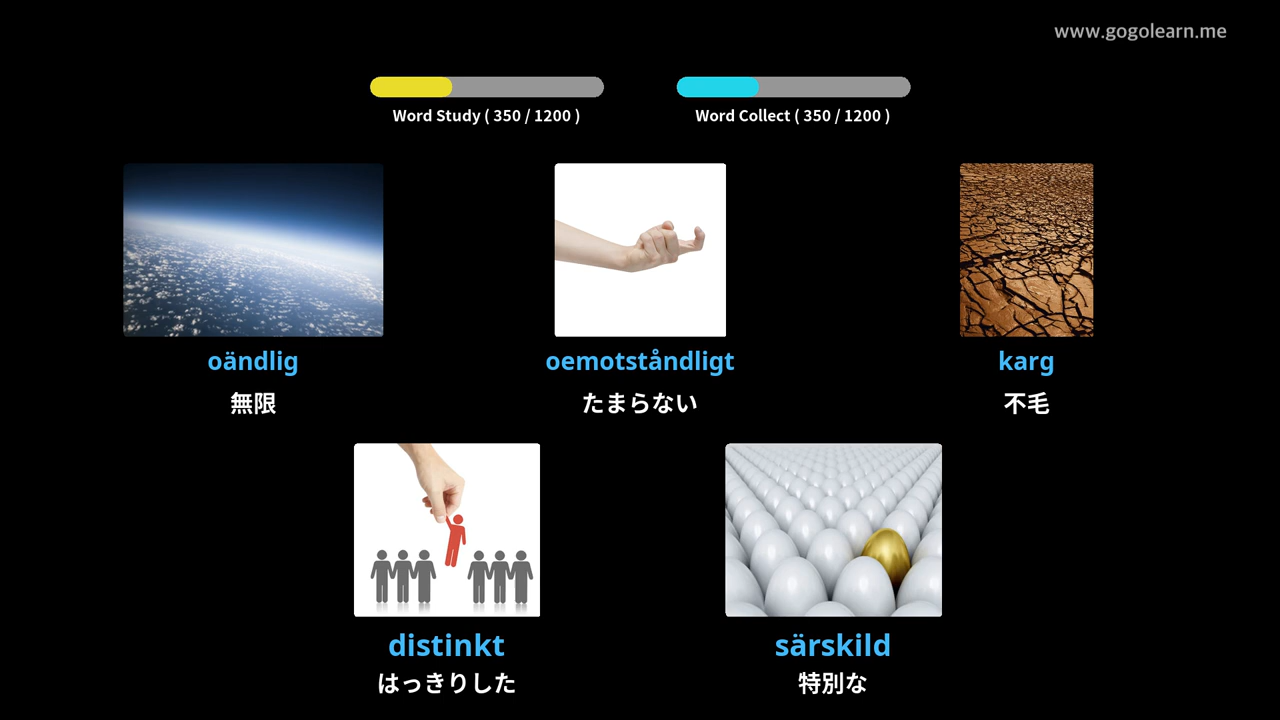 www.gogolearn.me
Word Study ( 350 / 1200 )
Word Collect ( 350 / 1200 )
oändlig
無限
oemotståndligt
たまらない
karg
不毛
distinkt
はっきりした
särskild
特別な